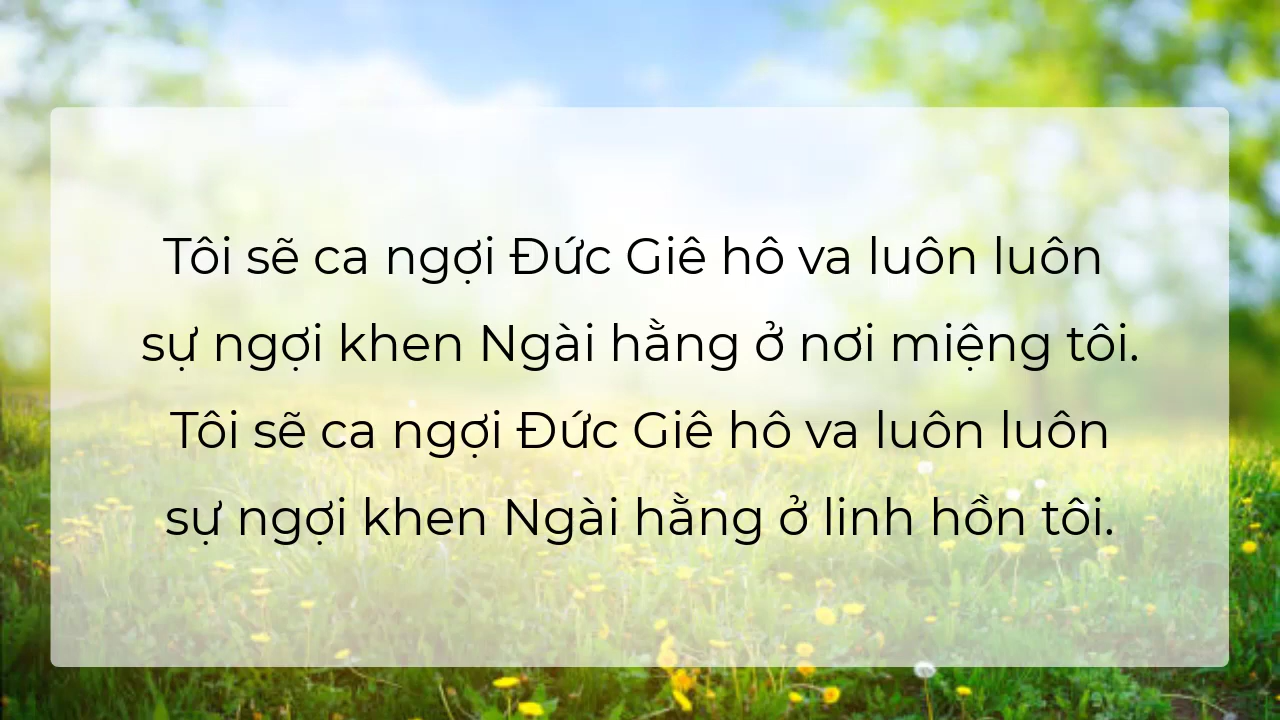 Tôi sẽ ca ngợi Đức Giê hô va luôn luôn
sự ngợi khen Ngài hằng ở nơi miệng tôi.
Tôi sẽ ca ngợi Đức Giê hô va luôn luôn
sự ngợi khen Ngài hằng ở linh hồn tôi.